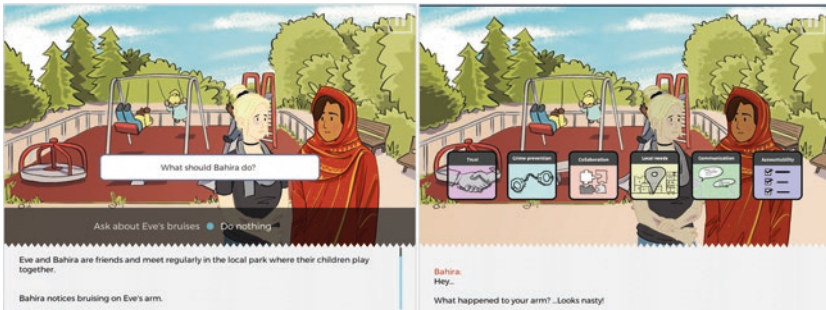 What should Bahira do?
Ask about Eve's bruises Do nothing
Eve and Bahira are friends and meet regularly in the local park where their children play
together.
Bahira notices bruising on Eve's arm.
Trust
Crime prevention
Collaboration
Local needs
Communication
Accountability
Bahira:
Hey...
What happened to your arm? ...Looks nasty!